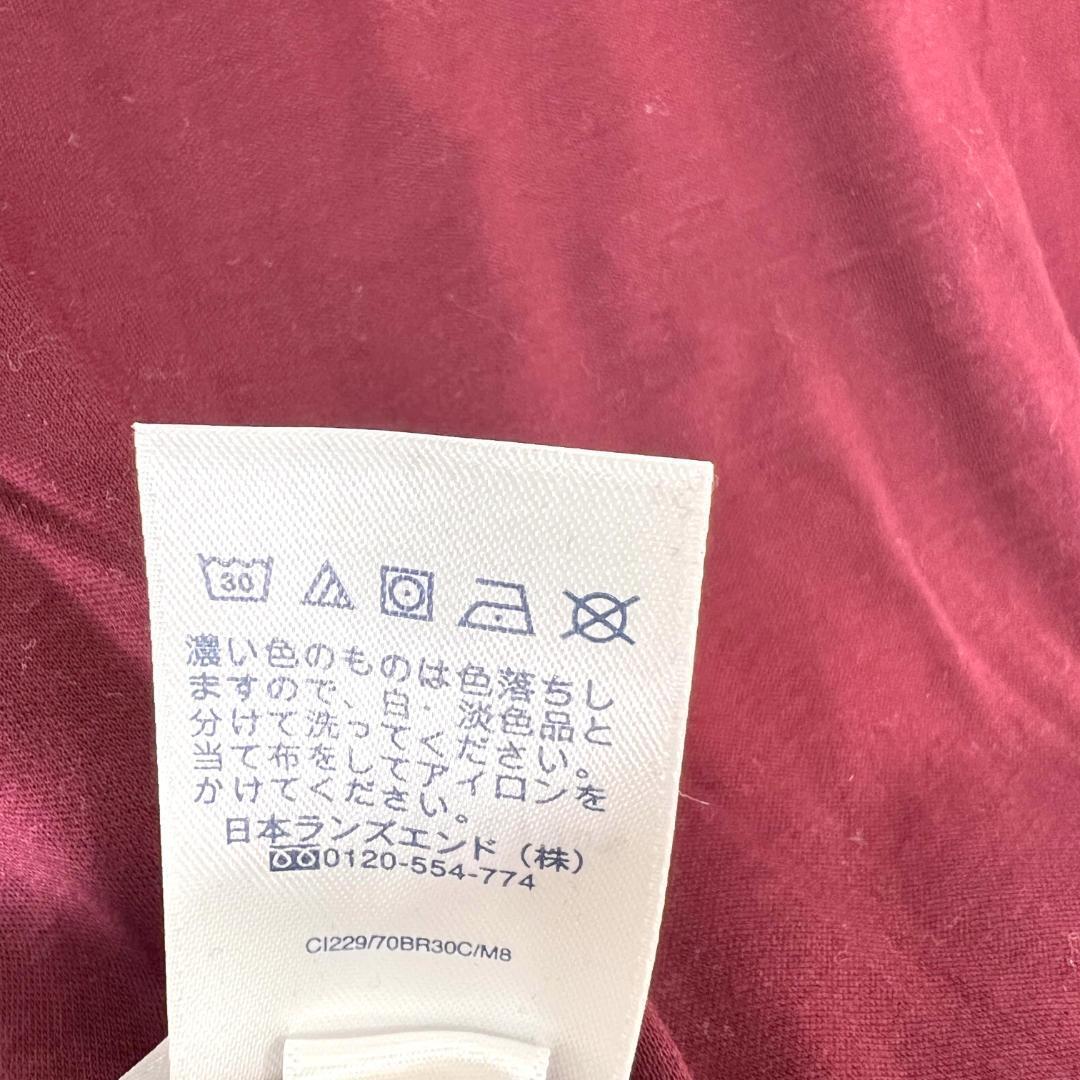 30
濃い色のものは色落ちし
ますので、白・淡色品と
分けて洗ってください。
当て布をしてアイロンを
かけてください。
日本ランズエンド（株）
0120-554-774
CI229/70BR30C/M8